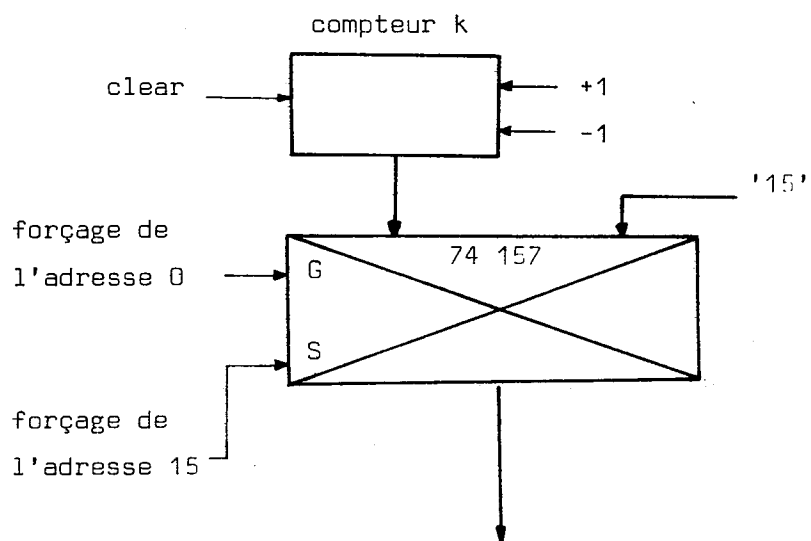 compteur k
clear
+1
-1
'15'
forçage de
l'adresse 0
74 157
G
S
forçage de
l'adresse 15